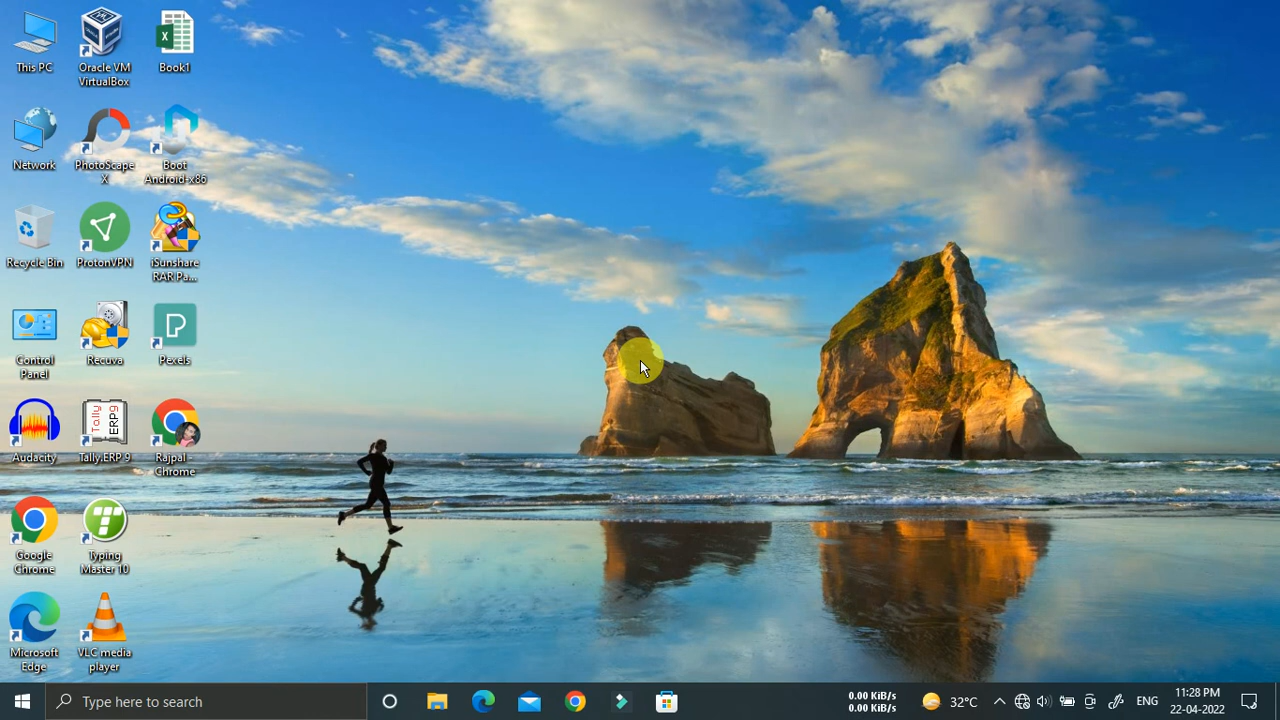 This PC
Oracle VM
VirtualBox
Book1
Network
PhotoScape
X
Boot
Android-x86
Recycle Bin
ProtonVPN
iSunshare
RAR Pa...
Control
Panel
Recuva
Pexels
Audacity
Tally.ERP 9
Rajpal -
Chrome
Google
Chrome
Typing
Master 10
Microsoft
Edge
VLC media
player
Type here to search
0.00 KiB/s
0.00 KiB/s
32°C
ENG
11:28 PM
22-04-2022